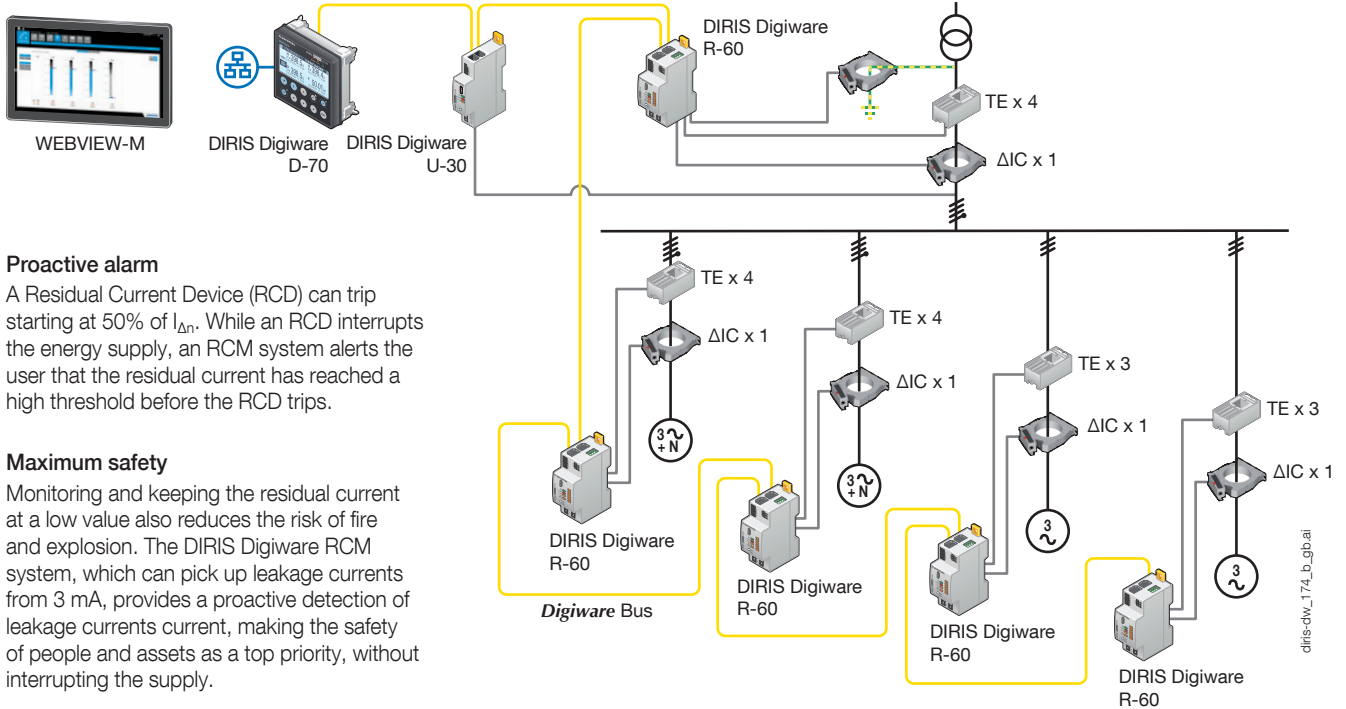 WEBVIEW-M
DIRIS Digiware
D-70
DIRIS Digiware
U-30
DIRIS Digiware
R-60
TE x 4
ΔIC x 1
Proactive alarm
A Residual Current Device (RCD) can trip
starting at 50% of IΔn. While an RCD interrupts
the energy supply, an RCM system alerts the
user that the residual current has reached a
high threshold before the RCD trips.
Maximum safety
Monitoring and keeping the residual current
at a low value also reduces the risk of fire
and explosion. The DIRIS Digiware RCM
system, which can pick up leakage currents
from 3 mA, provides a proactive detection of
leakage currents current, making the safety
of people and assets as a top priority, without
interrupting the supply.
TE x 4
ΔIC x 1
3
+ N
DIRIS Digiware
R-60
Digiware Bus
TE x 4
ΔIC x 1
3
+ N
DIRIS Digiware
R-60
TE x 3
ΔIC x 1
3
DIRIS Digiware
R-60
TE x 3
ΔIC x 1
3
DIRIS Digiware
R-60
diris-dw_174_b_gb.ai